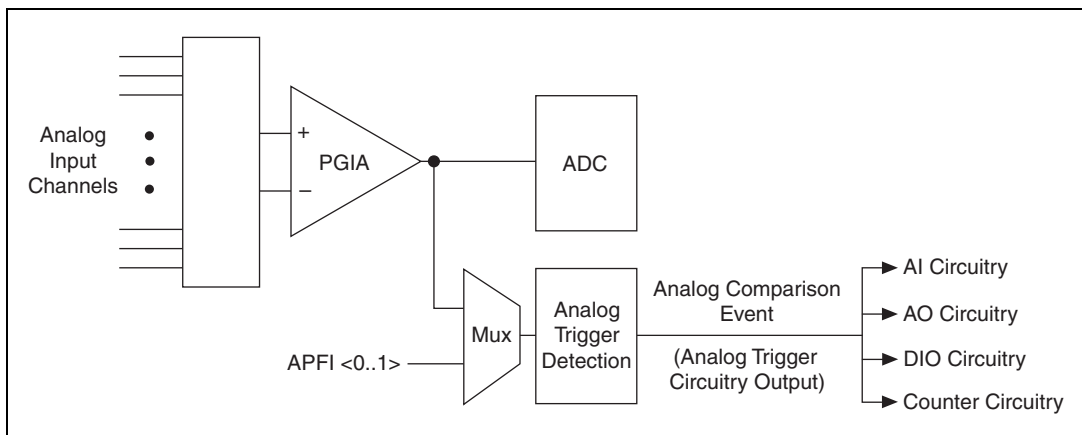 Analog
Input
Channels
+
−
PGIA
ADC
APFI <0..1>
Mux
Analog
Trigger
Detection
Analog Comparison
Event
(Analog Trigger
Circuitry Output)
AI Circuitry
AO Circuitry
DIO Circuitry
Counter Circuitry